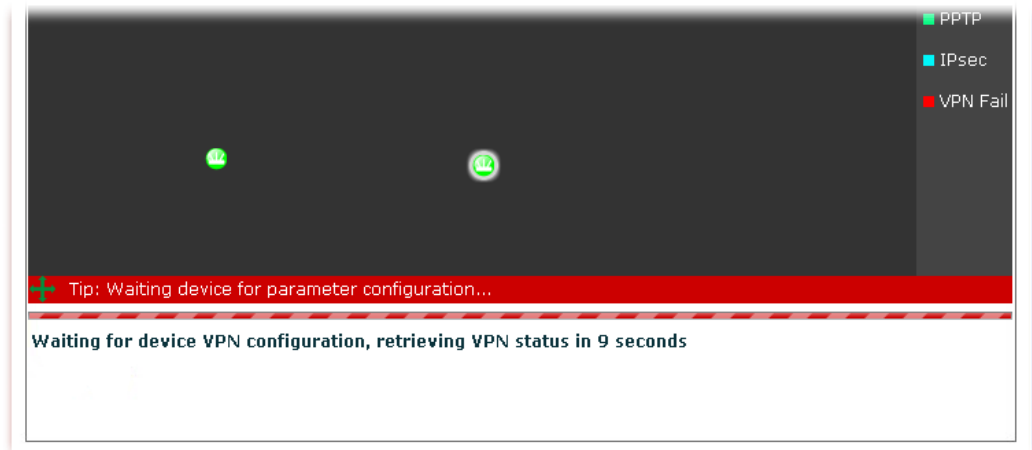 PPTP
IPsec
VPN Fail
Tip: Waiting device for parameter configuration...
Waiting for device VPN configuration, retrieving VPN status in 9 seconds